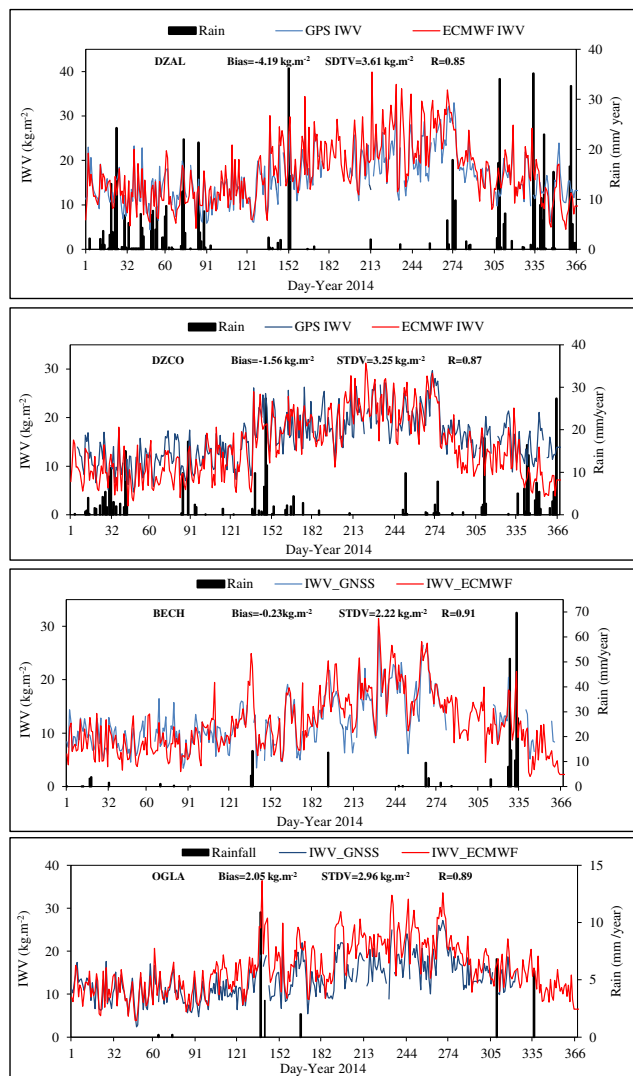 Rain GPS IWV ECMWF IWV
DZAL Bias=-4.19 kg.m-2 SDTV=3.61 kg.m-2 R=0.85
IWV (kg.m-2)
40
30
20
10
0
Rain (mm/ year)
40
35
30
25
20
15
10
5
0
1 32 61 91 121 152 182 213 244 274 305 335 366
Day-Year 2014
Rain GPS IWV ECMWF IWV
DZCO Bias=-1.56 kg.m-2 STDV=3.25 kg.m-2 R=0.87
IWV (kg.m-2)
30
20
10
0
Rain (mm/year)
40
30
20
10
0
1 32 61 91 121 152 182 213 244 274 305 335 366
Day-Year 2014
Rain IWV_GNSS IWV_ECMWF
BECH Bias=-0.23kg.m-2 STDV=2.22 kg.m-2 R=0.91
IWV (kg.m-2)
30
20
10
0
Rain (mm/year)
70
60
50
40
30
20
10
0
1 32 60 91 121 152 182 213 244 274 305 335 366
Day-Year 2014
Rainfall IWV_GNSS IWV_ECMWF
OGLA Bias=2.05 kg.m-2 STDV=2.96 kg.m-2 R=0.89
IWV (kg.m-2)
40
30
20
10
0
Rain (mm /year)
15
10
5
0
1 32 61 91 121 152 182 213 244 274 305 335 366
Day-Year 2014